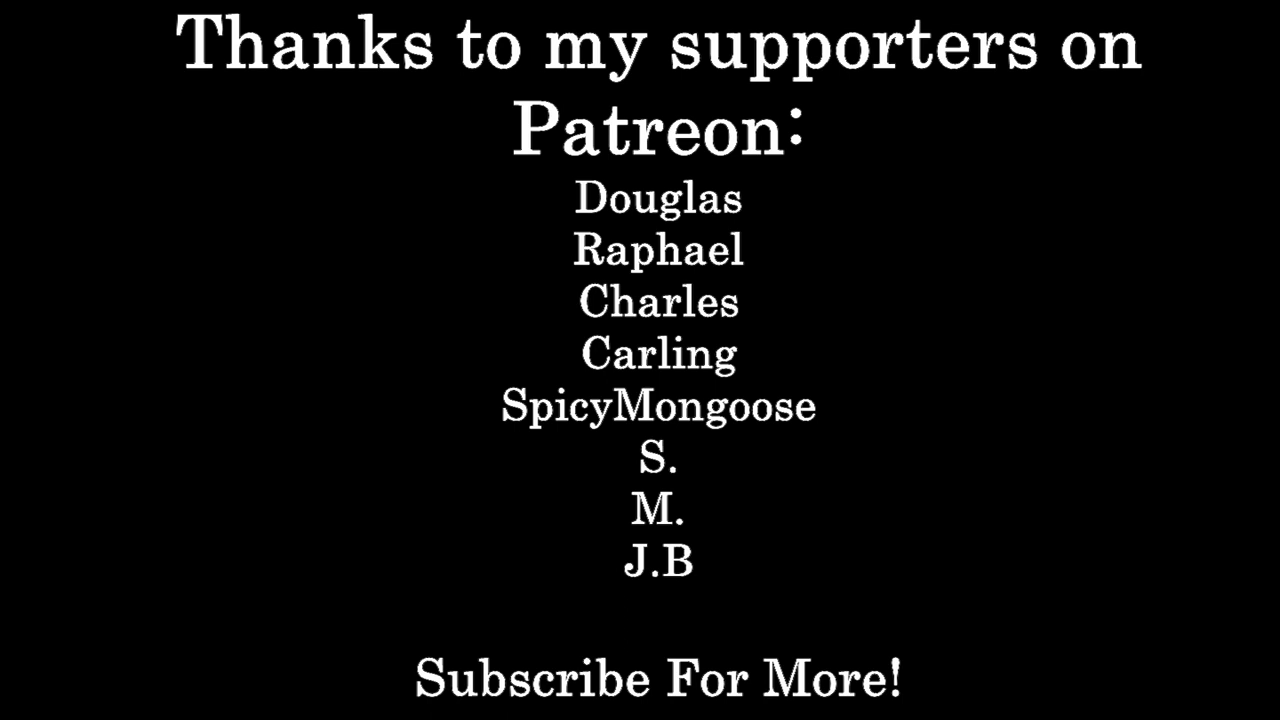 Thanks to my supporters on
Patreon:
Douglas
Raphael
Charles
Carling
SpicyMongoose
S.
M.
J.B
Subscribe For More!